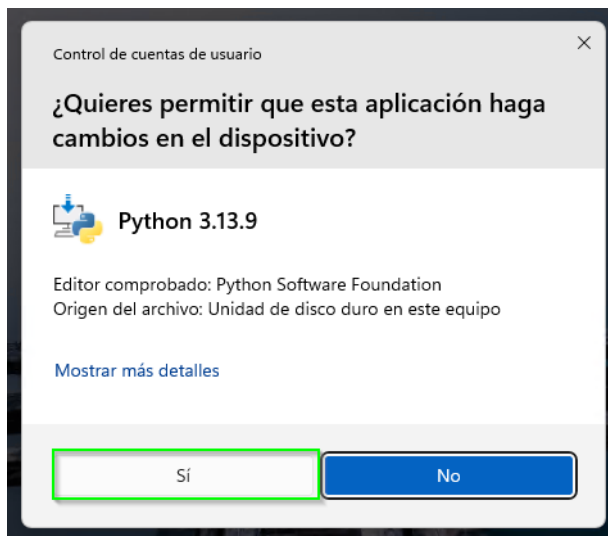 Control de cuentas de usuario
¿Quieres permitir que esta aplicación haga
cambios en el dispositivo?
Python 3.13.9
Editor comprobado: Python Software Foundation
Origen del archivo: Unidad de disco duro en este equipo
Mostrar más detalles
Sí
No